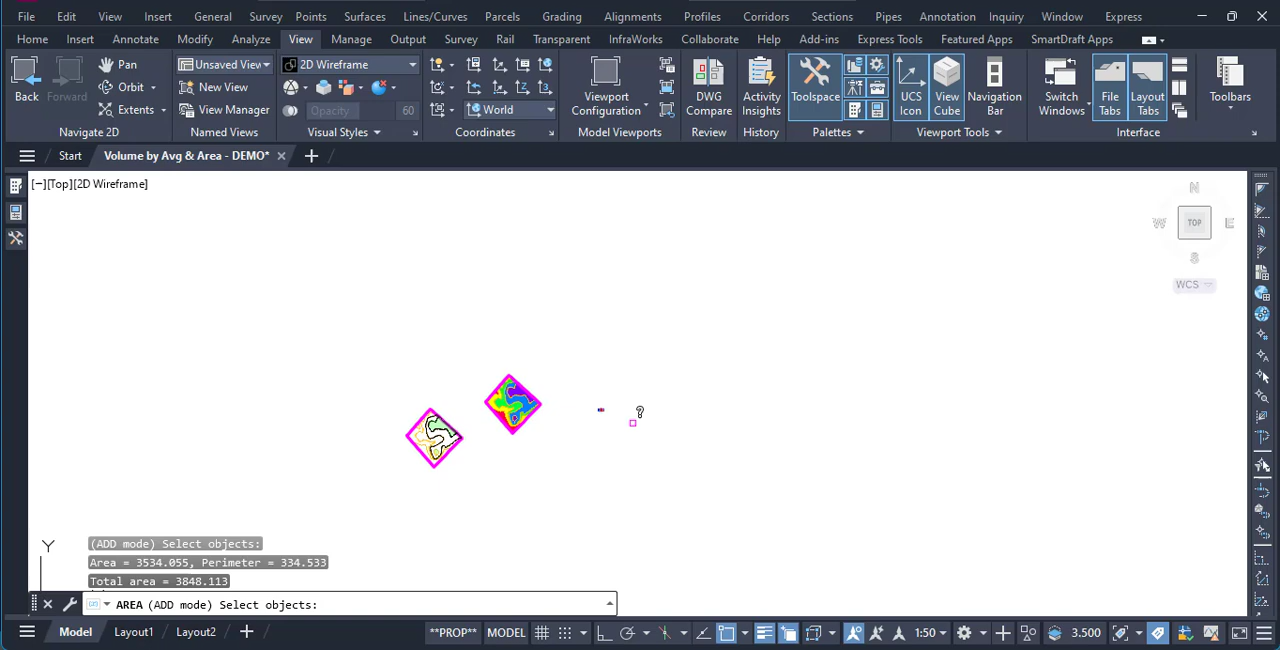 File Edit View Insert General Survey Points Surfaces Lines/Curves Parcels Grading Alignments Profiles Corridors Sections Pipes Annotation Inquiry Window Express
Home Insert Annotate Modify Analyze View Manage Output Survey Rail Transparent InfraWorks Collaborate Help Add-ins Express Tools Featured Apps SmartDraft Apps
Back Forward Pan Orbit Extents
Navigate 2D
Unsaved View New View View Manager
Named Views
2D Wireframe Opacity 60
Visual Styles
World
Coordinates
Viewport Configuration
Model Viewports
DWG Compare
Review
Activity Insights
History
Toolspace
Palettes
UCS Icon View Cube Navigation Bar
Viewport Tools
Switch Windows File Tabs Layout Tabs
Interface
Toolbars
Start Volume by Avg & Area - DEMO*
[−][Top][2D Wireframe]
N
W TOP E
S
WCS
Y
(ADD mode) Select objects:
Area = 3534.055, Perimeter = 334.533
Total area = 3848.113
AREA (ADD mode) Select objects:
Model Layout1 Layout2 **PROP** MODEL 1:50 3.500